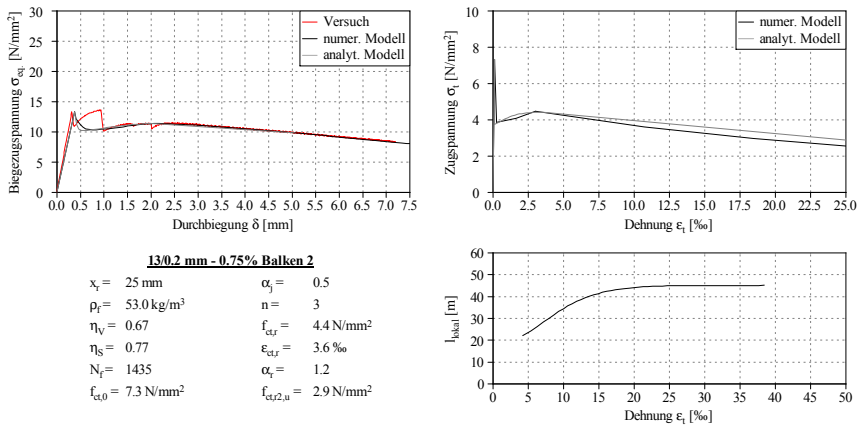 Biegezugspannung σeq. [N/mm²]
30
25
20
15
10
5
0
Versuch
numer. Modell
analyt. Modell
0.0 0.5 1.0 1.5 2.0 2.5 3.0 3.5 4.0 4.5 5.0 5.5 6.0 6.5 7.0 7.5
Durchbiegung δ [mm]
Zugspannung σt [N/mm²]
10
8
6
4
2
0
numer. Modell
analyt. Modell
0.0 2.5 5.0 7.5 10.0 12.5 15.0 17.5 20.0 22.5 25.0
Dehnung εt [‰]
13/0.2 mm - 0.75% Balken 2
xr = 25 mm αj = 0.5
ρf = 53.0 kg/m³ n = 3
ηV = 0.67 fct,r = 4.4 N/mm²
ηS = 0.77 εct,r = 3.6 ‰
Nf = 1435 αr = 1.2
fct,0 = 7.3 N/mm² fct,r2,u = 2.9 N/mm²
llokal [m]
60
50
40
30
20
10
0
0 5 10 15 20 25 30 35 40 45 50
Dehnung εt [‰]